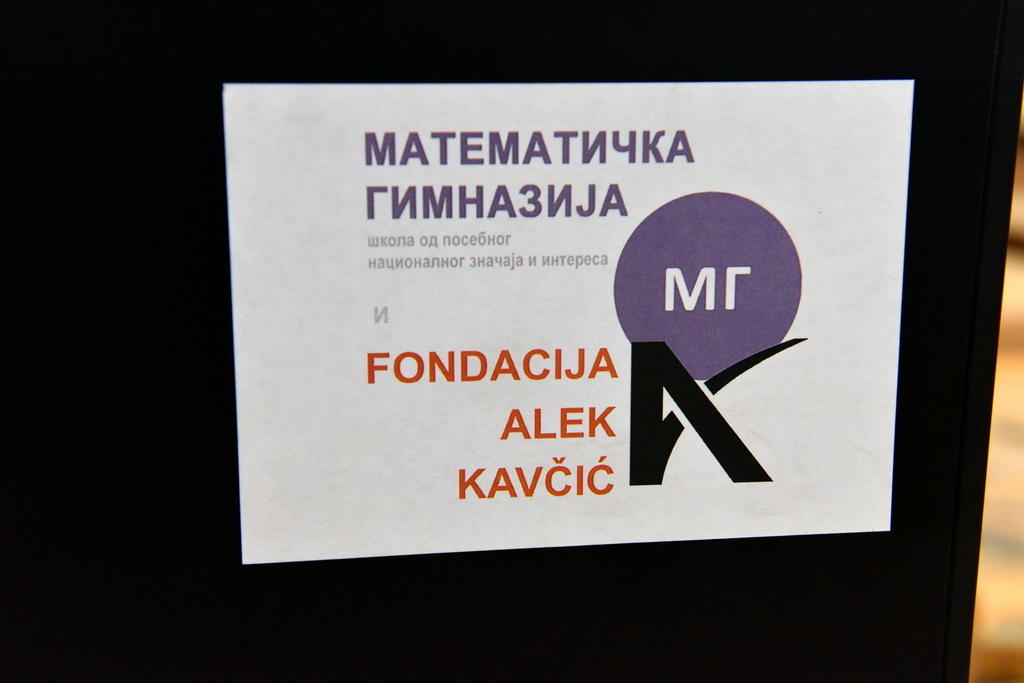 МАТЕМАТИЧКА
ГИМНАЗИЈА
школа од посебног
националног значаја и интереса
МГ
и
FONDACIJA
ALEK
KAVČIĆ